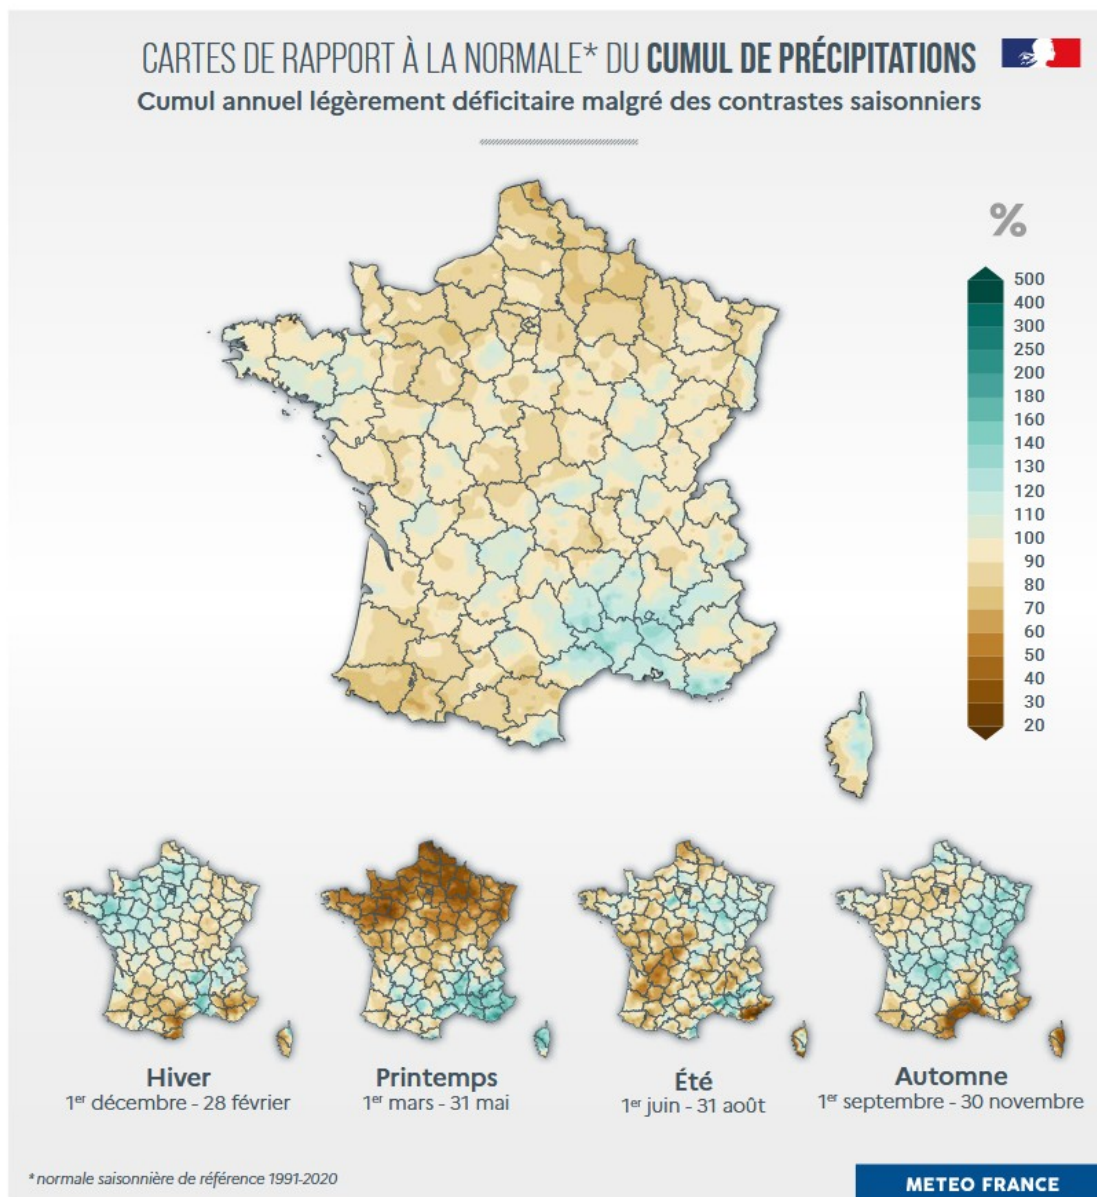 CARTES DE RAPPORT À LA NORMALE* DU CUMUL DE PRÉCIPITATIONS
Cumul annuel légèrement déficitaire malgré des contrastes saisonniers
%
500
400
300
250
200
180
160
140
130
120
110
100
90
80
70
60
50
40
30
20
Hiver
1er décembre - 28 février
Printemps
1er mars - 31 mai
Été
1er juin - 31 août
Automne
1er septembre - 30 novembre
*normale saisonnière de référence 1991-2020
METEO FRANCE